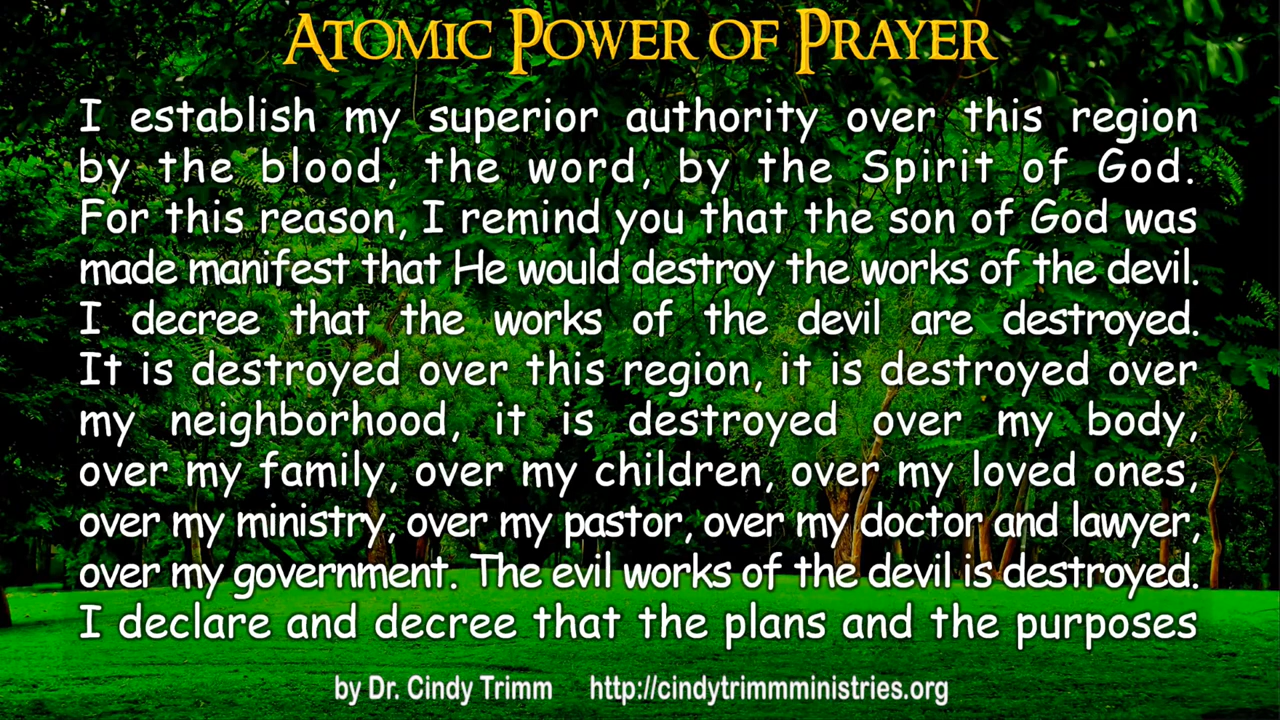 Atomic Power of Prayer
I establish my superior authority over this region
by the blood, the word, by the Spirit of God.
For this reason, I remind you that the son of God was
made manifest that He would destroy the works of the devil.
I decree that the works of the devil are destroyed.
It is destroyed over this region, it is destroyed over
my neighborhood, it is destroyed over my body,
over my family, over my children, over my loved ones,
over my ministry, over my pastor, over my doctor and lawyer,
over my government. The evil works of the devil is destroyed.
I declare and decree that the plans and the purposes
by Dr. Cindy Trimm http://cindytrimmministries.org